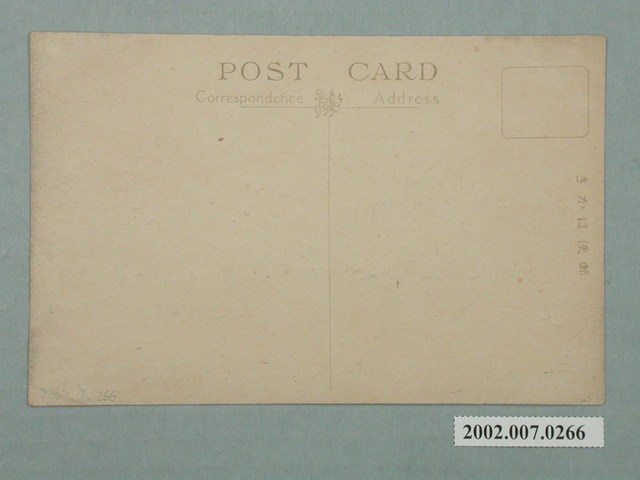 POST CARD
Correspondence Address
きかは便郵
2002.007.0266